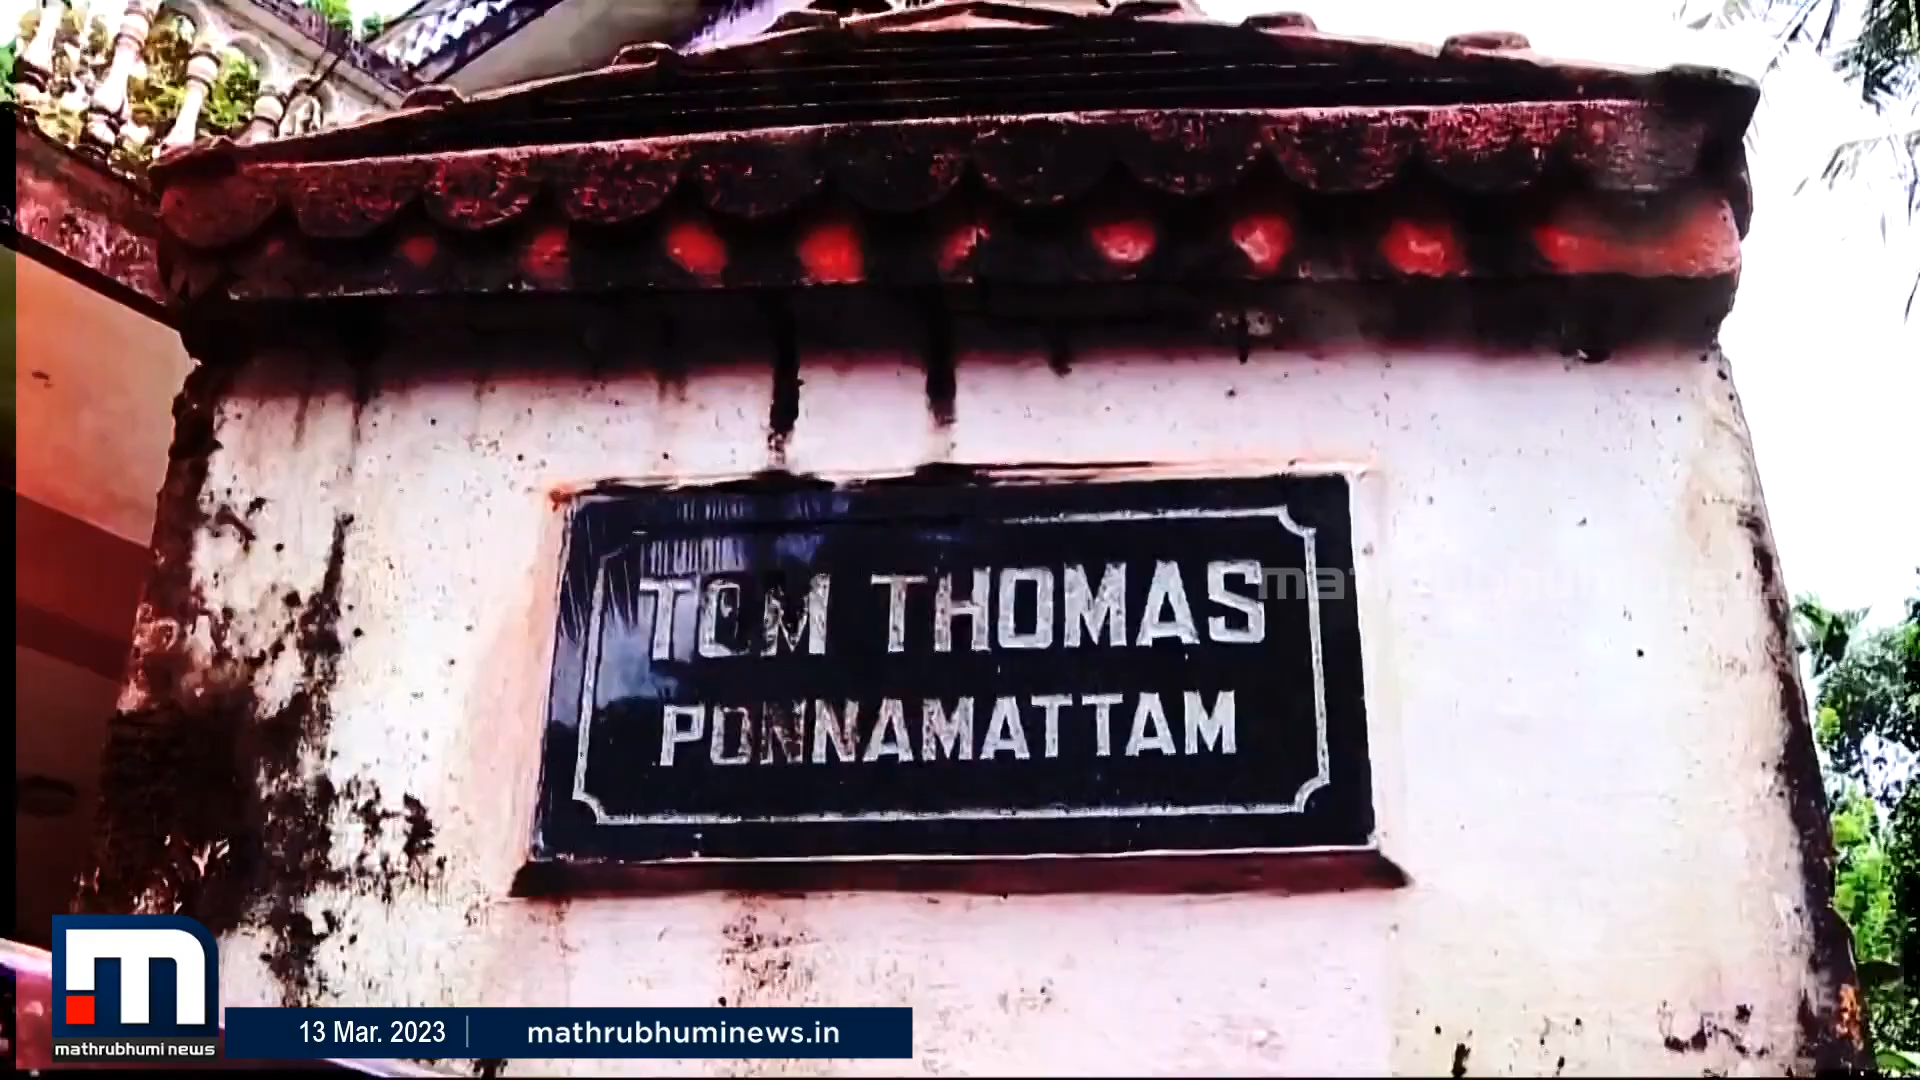 TOM THOMAS
PONNAMATTAM
mathrubhumi news
13 Mar. 2023
mathrubhuminews.in